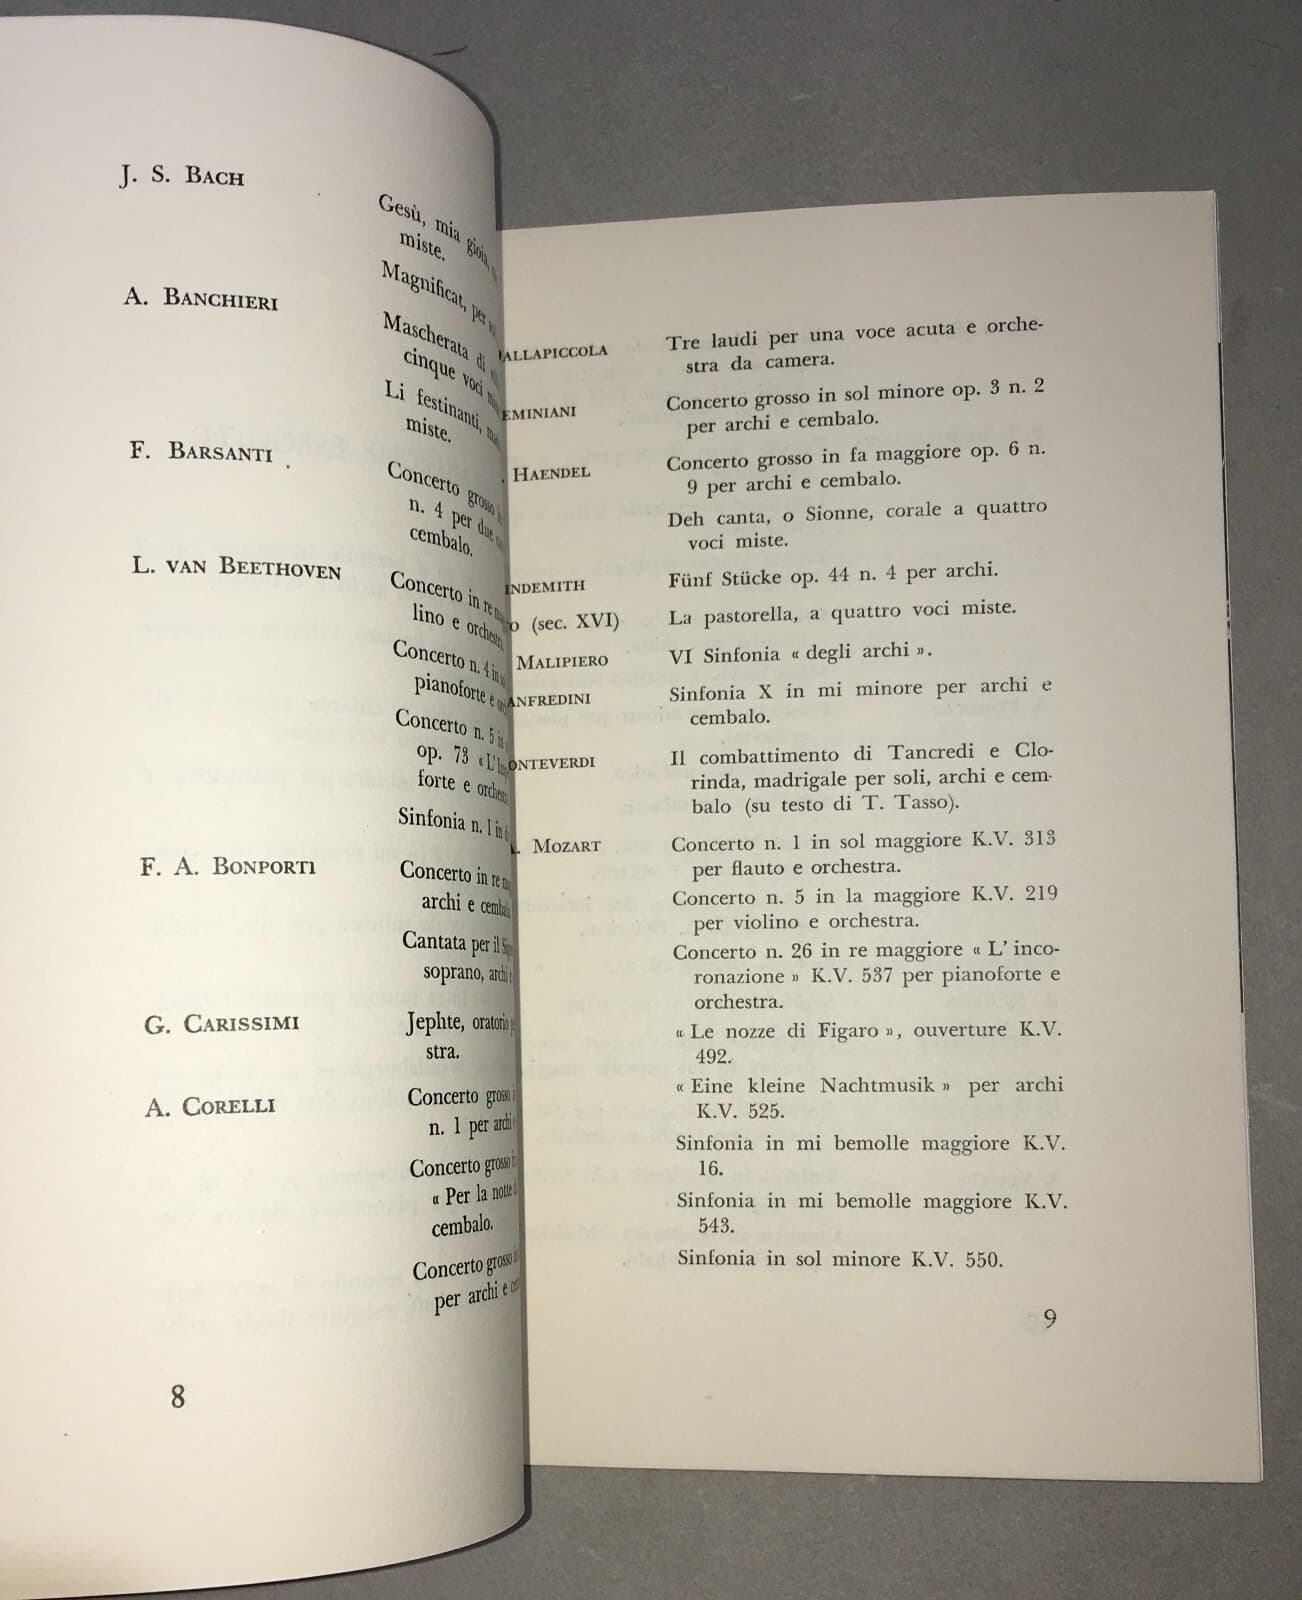 J. S. BACH
Gesù, mia gioia,
miste.
Magnificat, per
A. BANCHIERI
Mascherata di
cinque voci
Li festinanti,
miste.
F. BARSANTI
Concerto grosso
n. 4 per due
cembalo.
L. VAN BEETHOVEN
Concerto in re
lino e orchestra
Concerto n. 4 in
pianoforte e
Concerto n. 5 in
op. 73 « L'
forte e
Sinfonia n. 1 in
F. A. BONPORTI
Concerto in re
archi e
Cantata per il
soprano, archi
G. CARISSIMI
Jephte, oratorio
stra.
A. CORELLI
Concerto grosso
n. 1 per archi
Concerto grosso
« Per la notte
cembalo.
Concerto grosso
per archi e
8
ALLAPICCOLA
Tre laudi per una voce acuta e orche-
stra da camera.
EMINIANI
Concerto grosso in sol minore op. 3 n. 2
per archi e cembalo.
HAENDEL
Concerto grosso in fa maggiore op. 6 n.
9 per archi e cembalo.
Deh canta, o Sionne, corale a quattro
voci miste.
INDEMITH
Fünf Stücke op. 44 n. 4 per archi.
O (sec. XVI)
La pastorella, a quattro voci miste.
MALIPIERO
VI Sinfonia « degli archi ».
ANFREDINI
Sinfonia X in mi minore per archi e
cembalo.
ONTEVERDI
Il combattimento di Tancredi e Clo-
rinda, madrigale per soli, archi e cem-
balo (su testo di T. Tasso).
MOZART
Concerto n. 1 in sol maggiore K.V. 313
per flauto e orchestra.
Concerto n. 5 in la maggiore K.V. 219
per violino e orchestra.
Concerto n. 26 in re maggiore « L' inco-
ronazione » K.V. 537 per pianoforte e
orchestra.
« Le nozze di Figaro », ouverture K.V.
492.
« Eine kleine Nachtmusik » per archi
K.V. 525.
Sinfonia in mi bemolle maggiore K.V.
16.
Sinfonia in mi bemolle maggiore K.V.
543.
Sinfonia in sol minore K.V. 550.
9